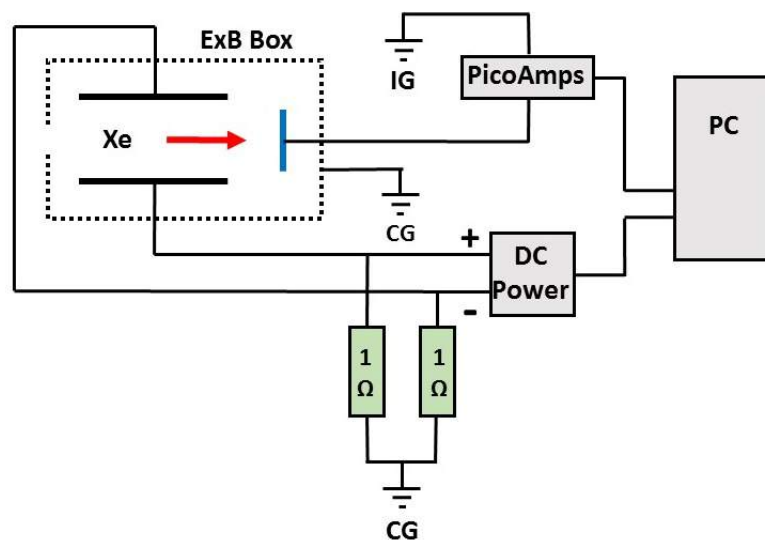 ExB Box
IG
PicoAmps
PC
Xe
CG
+
DC
Power
-
1
Ω
1
Ω
CG